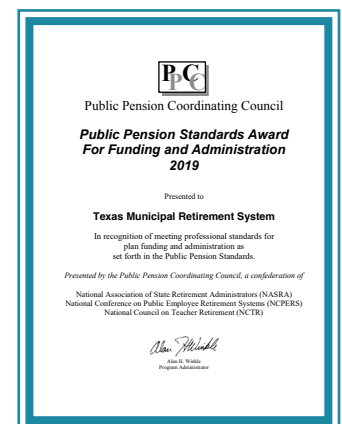 PPCC
Public Pension Coordinating Council
Public Pension Standards Award
For Funding and Administration
2019
Presented to
Texas Municipal Retirement System
In recognition of meeting professional standards for
plan funding and administration as
set forth in the Public Pension Standards.
Presented by the Public Pension Coordinating Council, a confederation of
National Association of State Retirement Administrators (NASRA)
National Conference on Public Employee Retirement Systems (NCPERS)
National Council on Teacher Retirement (NCTR)
Alan H. Winkle
Alan H. Winkle
Program Administrator